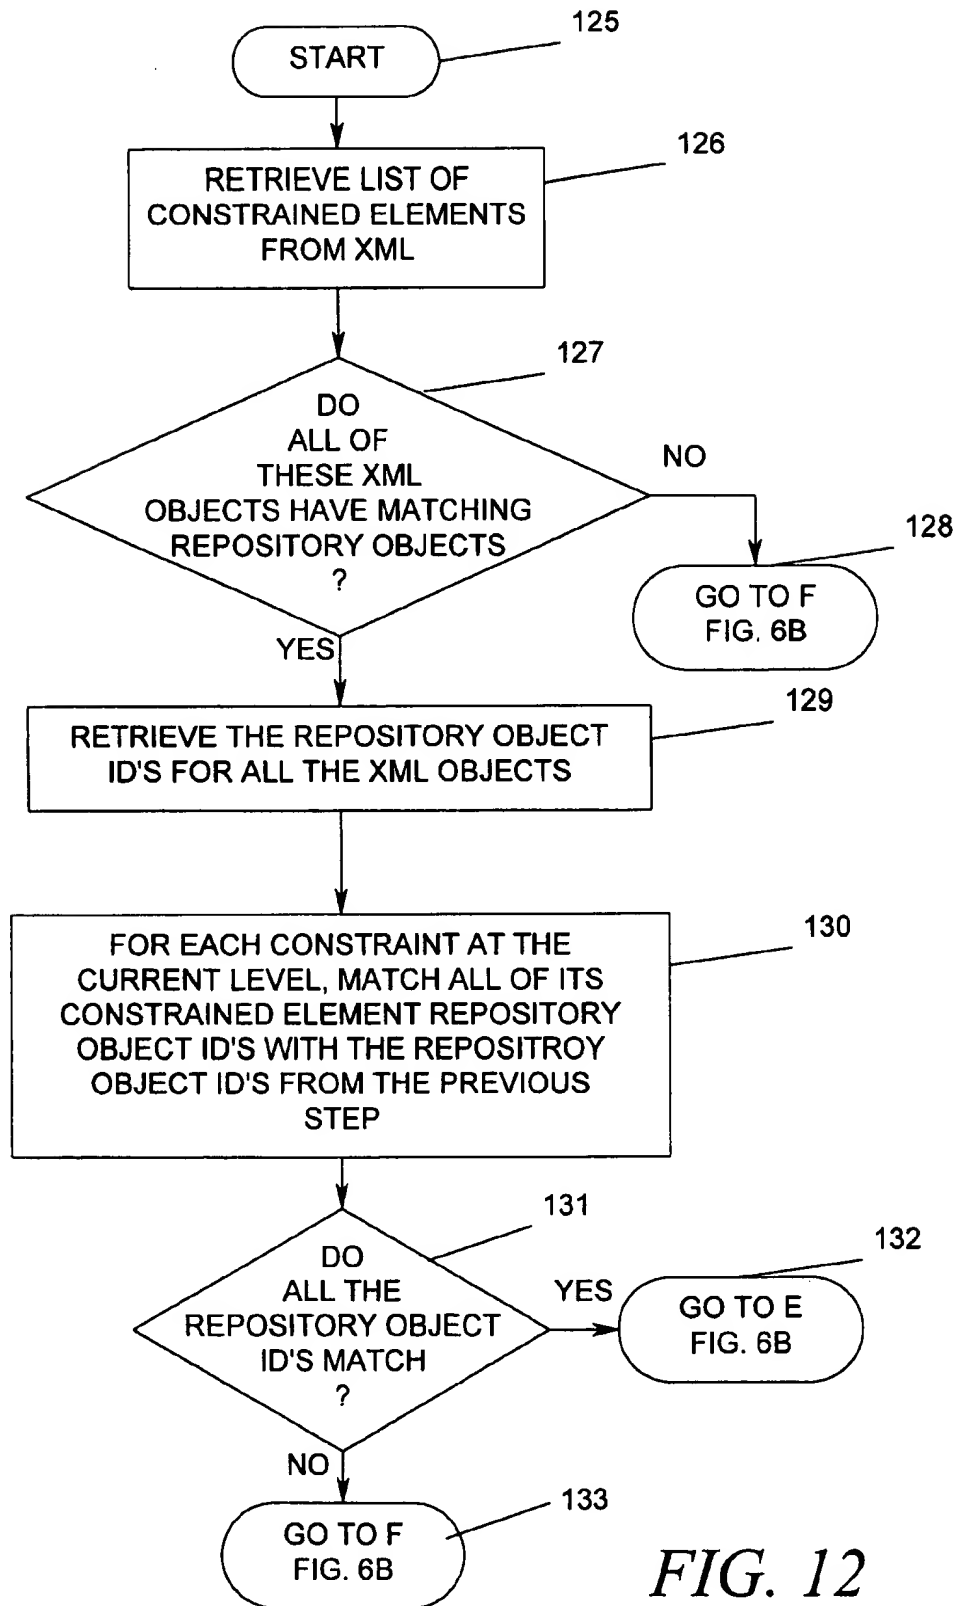 125
START
126
RETRIEVE LIST OF
CONSTRAINED ELEMENTS
FROM XML
127
DO
ALL OF
THESE XML
OBJECTS HAVE MATCHING
REPOSITORY OBJECTS
?
NO
128
GO TO F
FIG. 6B
YES
129
RETRIEVE THE REPOSITORY OBJECT
ID'S FOR ALL THE XML OBJECTS
130
FOR EACH CONSTRAINT AT THE
CURRENT LEVEL, MATCH ALL OF ITS
CONSTRAINED ELEMENT REPOSITORY
OBJECT ID'S WITH THE REPOSITROY
OBJECT ID'S FROM THE PREVIOUS
STEP
131
DO
ALL THE
REPOSITORY OBJECT
ID'S MATCH
?
YES
132
GO TO E
FIG. 6B
NO
133
GO TO F
FIG. 6B
FIG. 12